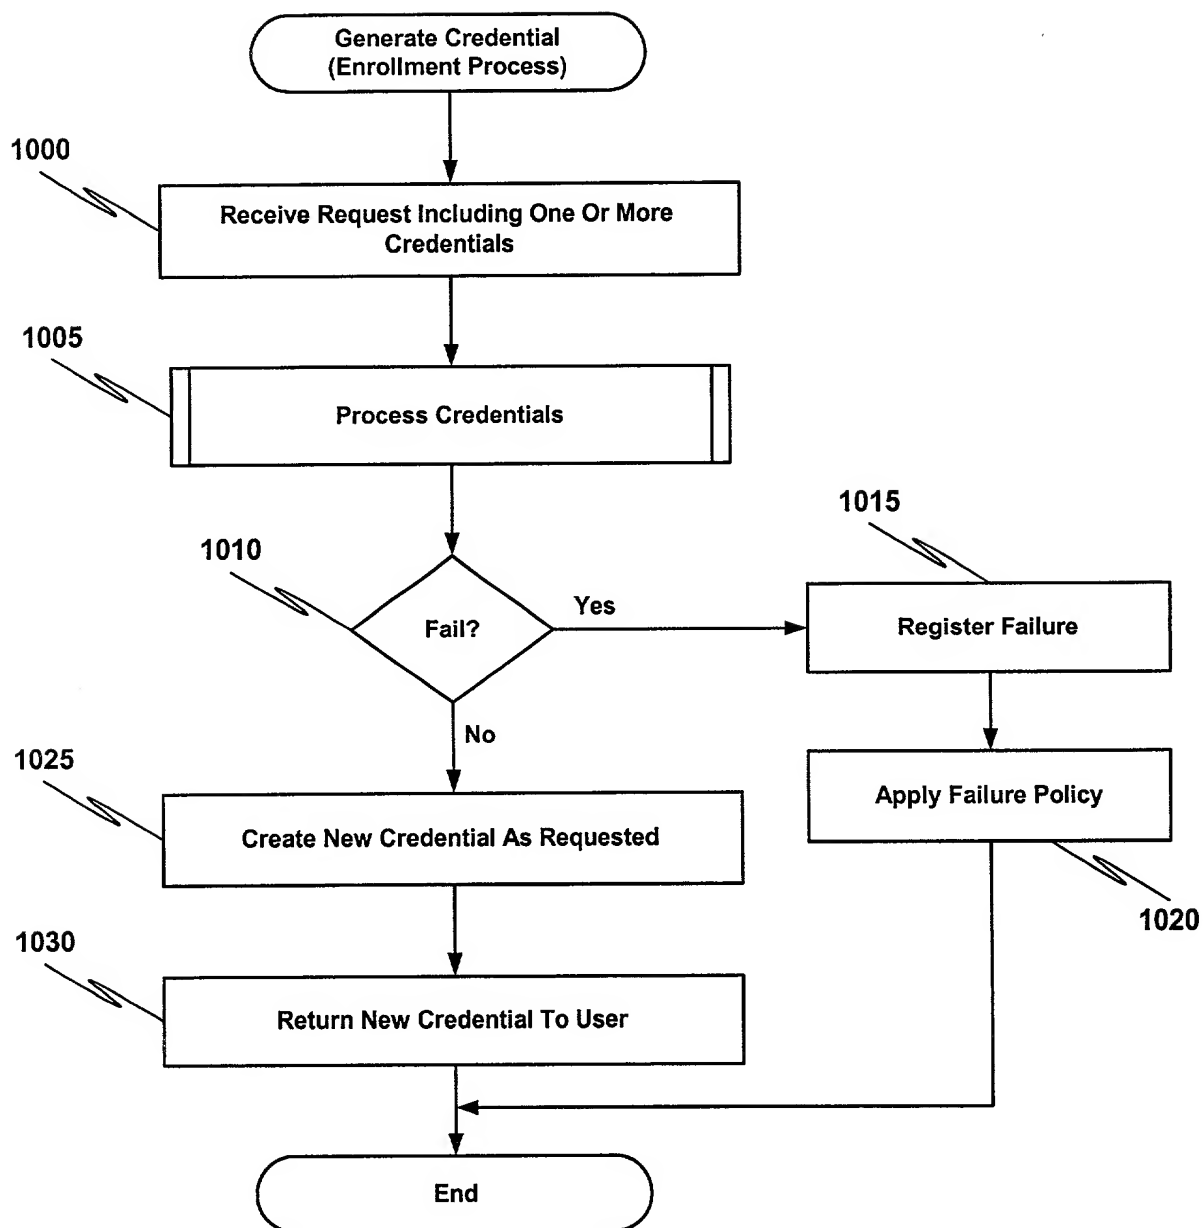 Generate Credential
(Enrollment Process)
1000
Receive Request Including One Or More
Credentials
1005
Process Credentials
1010
Fail?
Yes
1015
Register Failure
No
1025
Create New Credential As Requested
Apply Failure Policy
1020
1030
Return New Credential To User
End